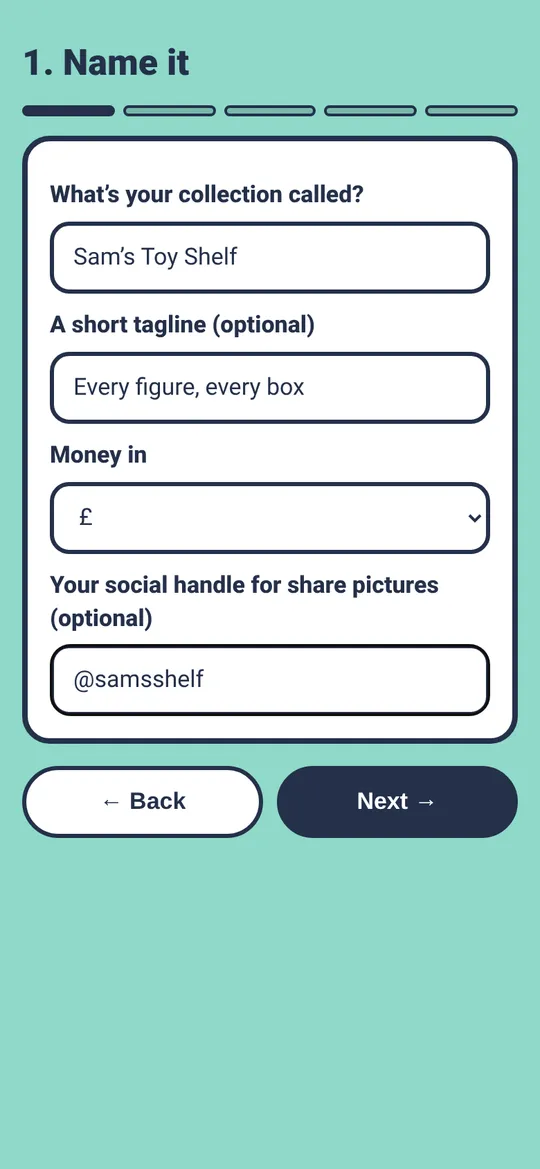 1. Name it
What’s your collection called?
Sam’s Toy Shelf
A short tagline (optional)
Every figure, every box
Money in
£
Your social handle for share pictures
(optional)
@samsshelf
← Back
Next →